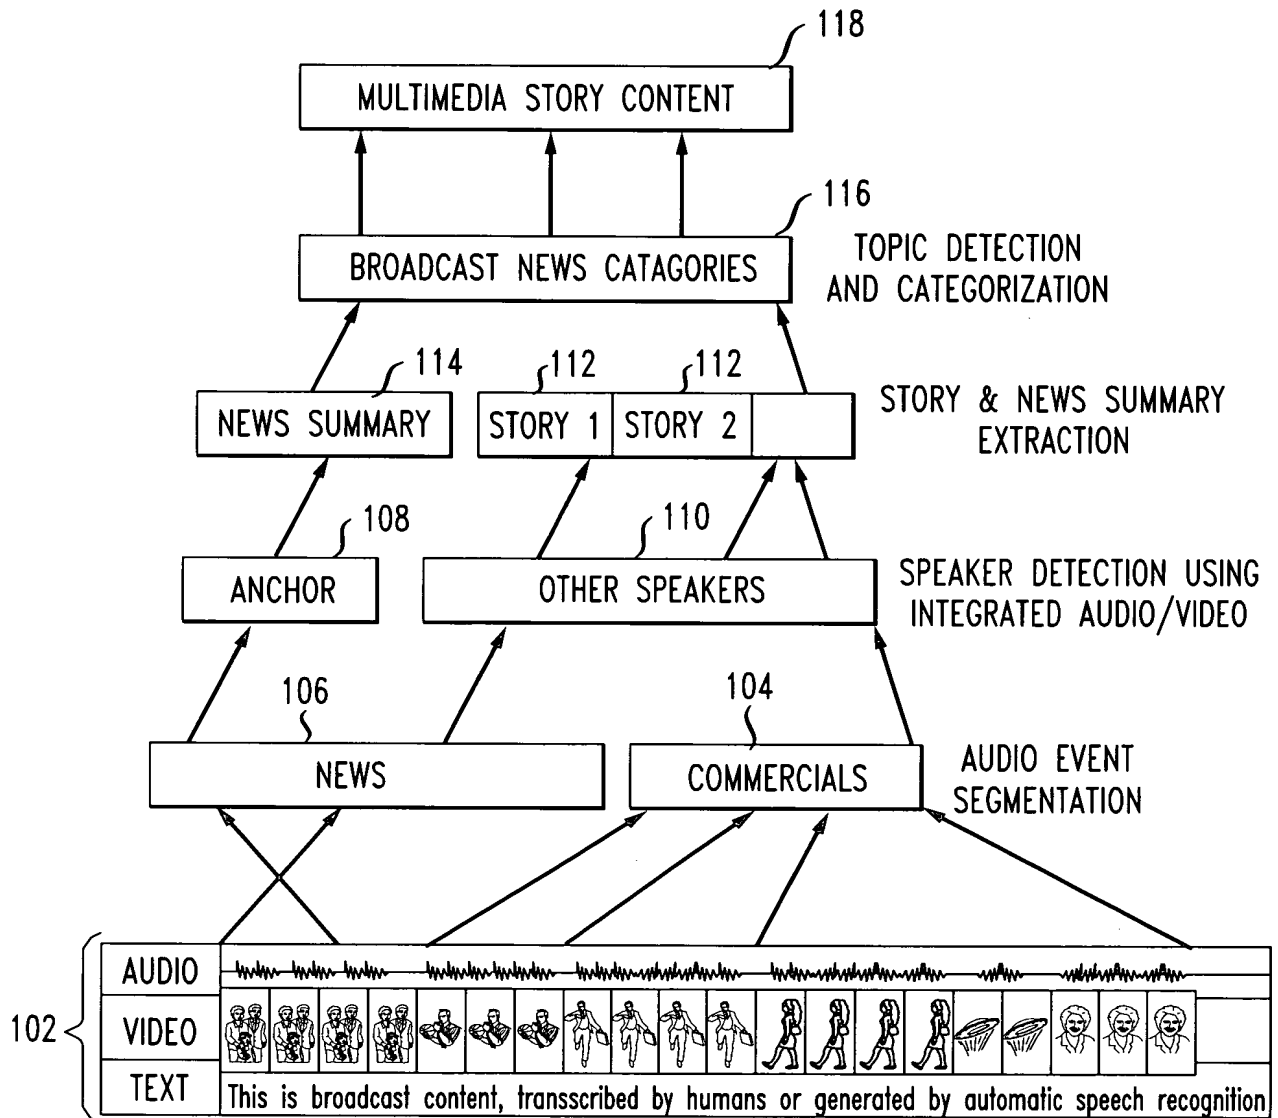 118
MULTIMEDIA STORY CONTENT
116
BROADCAST NEWS CATAGORIES
TOPIC DETECTION
AND CATEGORIZATION
114
112
112
NEWS SUMMARY
STORY 1
STORY 2
STORY & NEWS SUMMARY
EXTRACTION
108
110
ANCHOR
OTHER SPEAKERS
SPEAKER DETECTION USING
INTEGRATED AUDIO/VIDEO
106
104
NEWS
COMMERCIALS
AUDIO EVENT
SEGMENTATION
102
AUDIO
VIDEO
TEXT
This is broadcast content, transscribed by humans or generated by automatic speech recognition